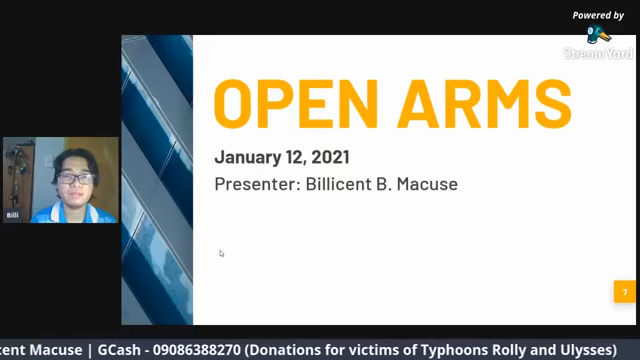 Powered by
StreamYard
OPEN ARMS
January 12, 2021
Presenter: Billicent B. Macuse
Billi
7
cent Macuse | GCash - 09086388270 (Donations for victims of Typhoons Rolly and Ulysses)